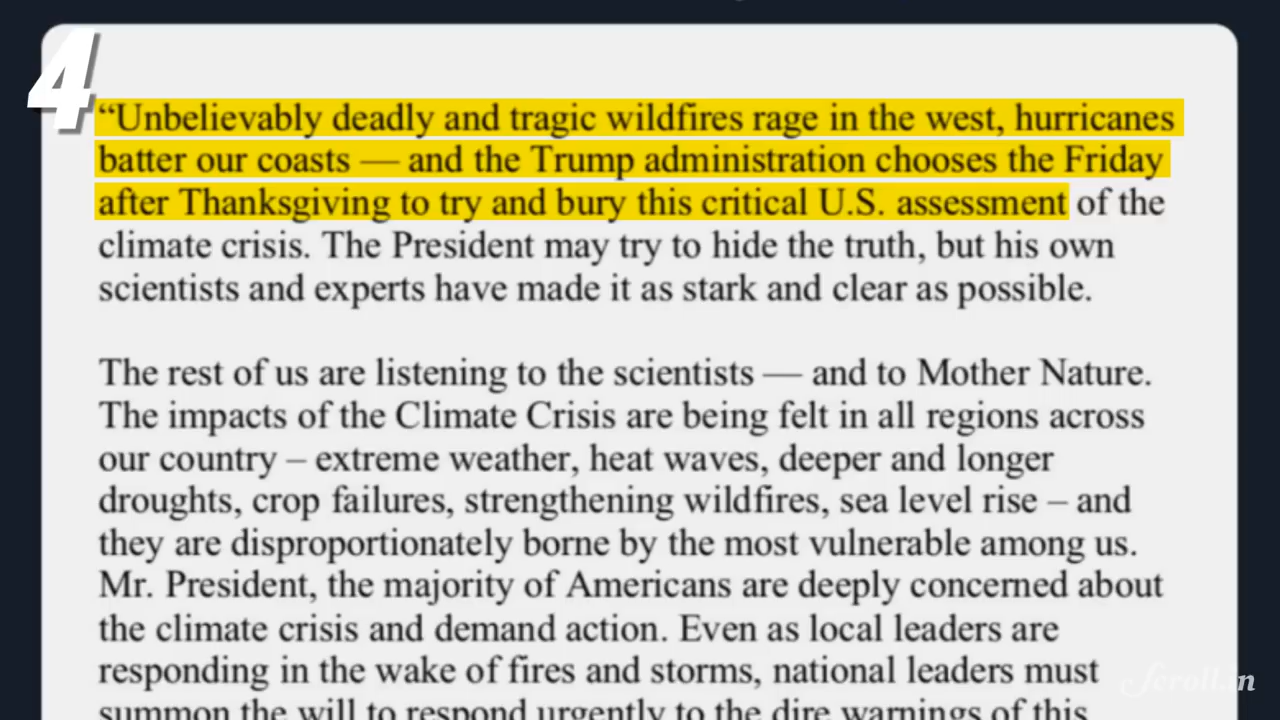 4
“Unbelievably deadly and tragic wildfires rage in the west, hurricanes
batter our coasts — and the Trump administration chooses the Friday
after Thanksgiving to try and bury this critical U.S. assessment of the
climate crisis. The President may try to hide the truth, but his own
scientists and experts have made it as stark and clear as possible.
The rest of us are listening to the scientists — and to Mother Nature.
The impacts of the Climate Crisis are being felt in all regions across
our country – extreme weather, heat waves, deeper and longer
droughts, crop failures, strengthening wildfires, sea level rise – and
they are disproportionately borne by the most vulnerable among us.
Mr. President, the majority of Americans are deeply concerned about
the climate crisis and demand action. Even as local leaders are
responding in the wake of fires and storms, national leaders must
summon the will to respond urgently to the dire warnings of this
Scroll.in